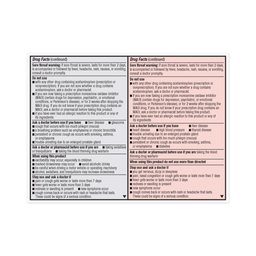 Drug Facts (continued)
Sore throat warning: If sore throat is severe, lasts for more than 2 days,
is accompanied or followed by fever, headache, rash, nausea, or vomiting,
consult a doctor promptly.
Do not use
with any other drug containing acetaminophen (prescription or
nonprescription). If you are not sure whether a drug contains
acetaminophen, ask a doctor or pharmacist.
if you are now taking a prescription monoamine oxidase inhibitor
(MAOI) (certain drugs for depression, psychiatric, or emotional
conditions, or Parkinson's disease), or for 2 weeks after stopping the
MAOI drug. If you do not know if your prescription drug contains an
MAOI, ask a doctor or pharmacist before taking this product.
if you have ever had an allergic reaction to this product or any of
its ingredients
Ask a doctor before use if you have
liver disease
glaucoma
cough that occurs with too much phlegm (mucus)
a breathing problem such as emphysema or chronic bronchitis
persistent or chronic cough as occurs with smoking, asthma,
or emphysema
trouble urinating due to an enlarged prostate gland
Ask a doctor or pharmacist before use if you are
taking sedatives
or tranquilizers
taking the blood thinning drug warfarin
When using this product
excitability may occur, especially in children
marked drowsiness may occur
avoid alcoholic drinks
be careful when driving a motor vehicle or operating machinery
alcohol, sedatives, and tranquilizers may increase drowsiness
Stop use and ask a doctor if
pain or cough gets worse or lasts more than 7 days
fever gets worse or lasts more than 3 days
redness or swelling is present
new symptoms occur
cough comes back or occurs with rash or headache that lasts.
These could be signs of a serious condition.
Drug Facts (continued)
Sore throat warning: If sore throat is severe, lasts for more than 2 days,
is accompanied or followed by fever, headache, rash, nausea, or vomiting,
consult a doctor promptly.
Do not use
with any other drug containing acetaminophen (prescription or
nonprescription). If you are not sure whether a drug contains
acetaminophen, ask a doctor or pharmacist.
if you are now taking a prescription monoamine oxidase inhibitor
(MAOI) (certain drugs for depression, psychiatric, or emotional
conditions, or Parkinson's disease), or for 2 weeks after stopping the
MAOI drug. If you do not know if your prescription drug contains an
MAOI, ask a doctor or pharmacist before taking this product.
if you have ever had an allergic reaction to this product or any of
its ingredients
Ask a doctor before use if you have
liver disease
heart disease
high blood pressure
thyroid disease
diabetes
trouble urinating due to an enlarged prostate gland
cough that occurs with too much phlegm (mucus)
persistent or chronic cough as occurs with smoking, asthma,
or emphysema
Ask a doctor or pharmacist before use if you are
taking the blood
thinning drug warfarin
When using this product do not use more than directed
Stop use and ask a doctor if
you get nervous, dizzy or sleepless
pain, nasal congestion or cough gets worse or lasts more than 7 days
fever gets worse or lasts more than 3 days
redness or swelling is present
new symptoms occur
cough comes back or occurs with rash or headache that lasts.
These could be signs of a serious condition.